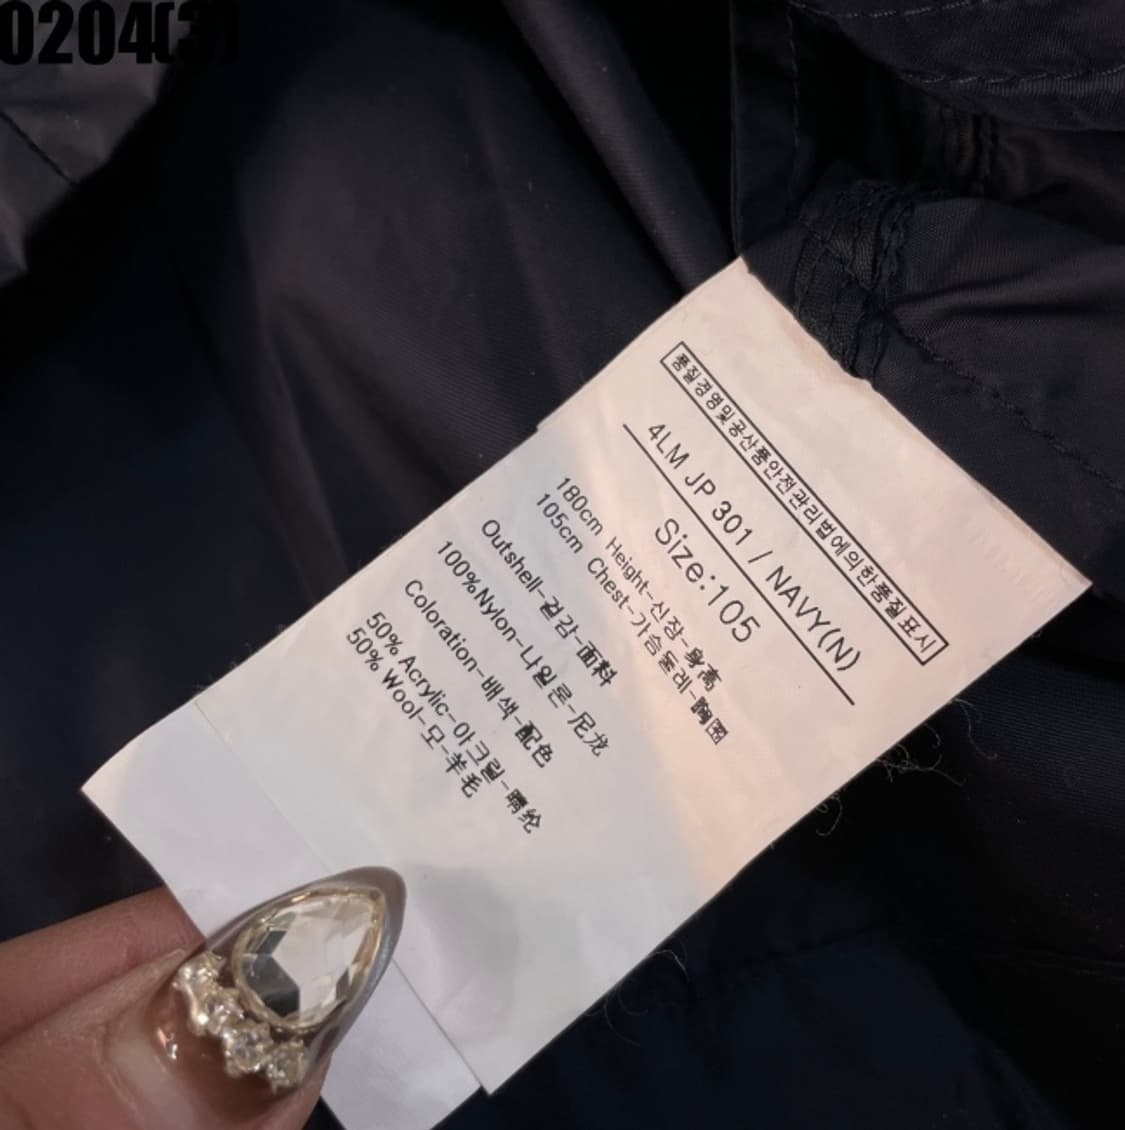 0204(3)
품질경영및공산품안전관리법에의한품질표시
4LM JP 301 / NAVY(N)
Size:105
180cm Height-신장-身高
105cm Chest-가슴둘레-胸围
Outshell-겉감-面料
100%Nylon-나일론-尼龙
Coloration-배색-配色
50% Acrylic-아크릴-腈纶
50% Wool-모-羊毛